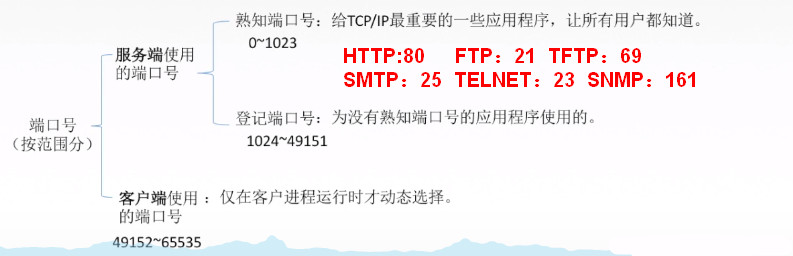 熟知端口号：给TCP/IP最重要的一些应用程序，让所有用户都知道。
0~1023
HTTP:80 FTP：21 TFTP：69
SMTP：25 TELNET：23 SNMP：161
服务端使用
的端口号
登记端口号：为没有熟知端口号的应用程序使用的。
1024~49151
端口号
（按范围分）
客户端使用：仅在客户进程运行时才动态选择。
的端口号
49152~65535